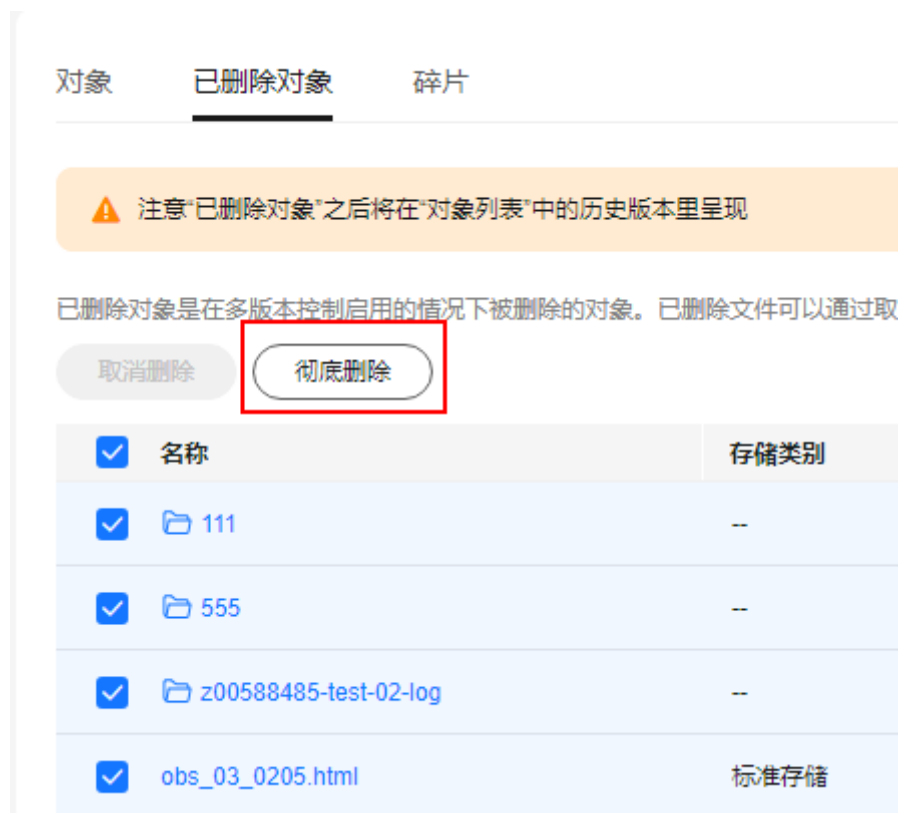 对象 已删除对象 碎片
注意“已删除对象”之后将在“对象列表”中的历史版本里呈现
已删除对象是在多版本控制启用的情况下被删除的对象。已删除文件可以通过取
取消删除 彻底删除
名称 存储类别
111 --
555 --
z00588485-test-02-log --
obs_03_0205.html 标准存储